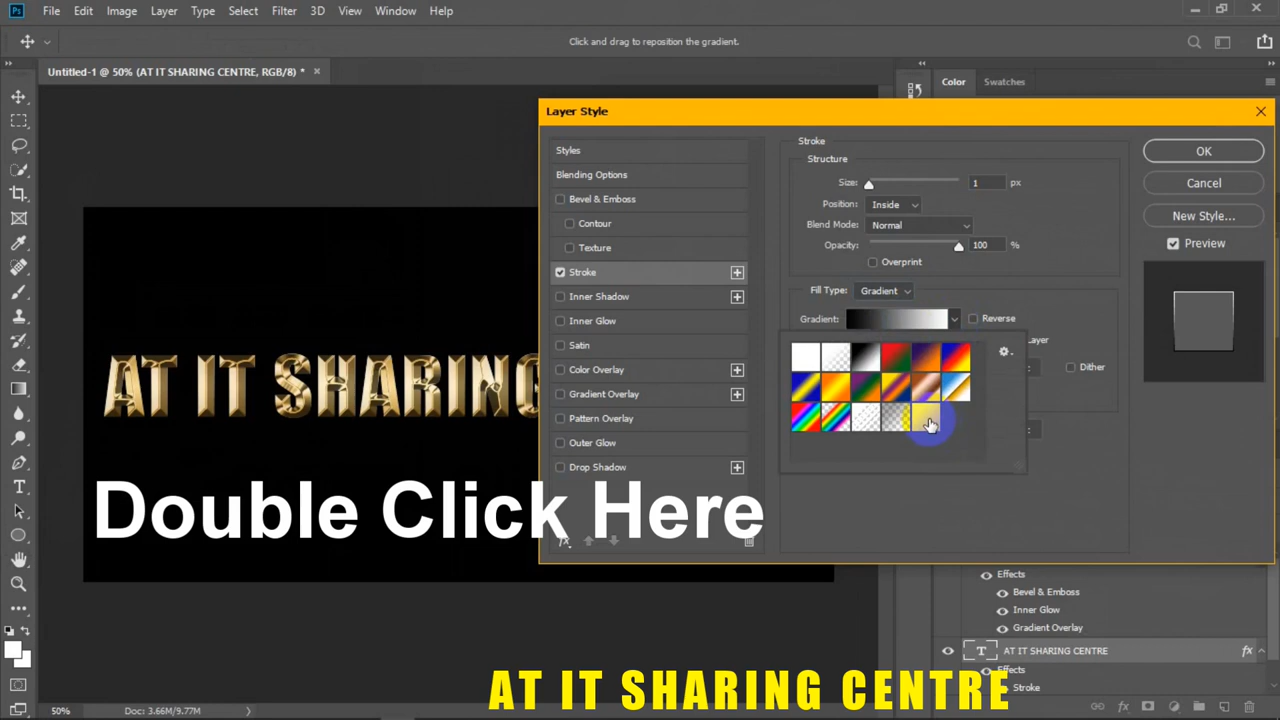 Ps File Edit Image Layer Type Select Filter 3D View Window Help
Click and drag to reposition the gradient.
Untitled-1 @ 50% (AT IT SHARING CENTRE, RGB/8) *
Color Swatches
Layer Style
Styles
Blending Options
Bevel & Emboss
Contour
Texture
Stroke
Inner Shadow
Inner Glow
Satin
Color Overlay
Gradient Overlay
Pattern Overlay
Outer Glow
Drop Shadow
fx
Stroke
Structure
Size: 1 px
Position: Inside
Blend Mode: Normal
Opacity: 100 %
Overprint
Fill Type: Gradient
Gradient: Reverse
Layer
Dither
OK
Cancel
New Style...
Preview
AT IT SHARING
Double Click Here
Effects
Bevel & Emboss
Inner Glow
Gradient Overlay
T AT IT SHARING CENTRE fx
Effects
Stroke
fx
50% Doc: 3.66M/9.77M
AT IT SHARING CENTRE